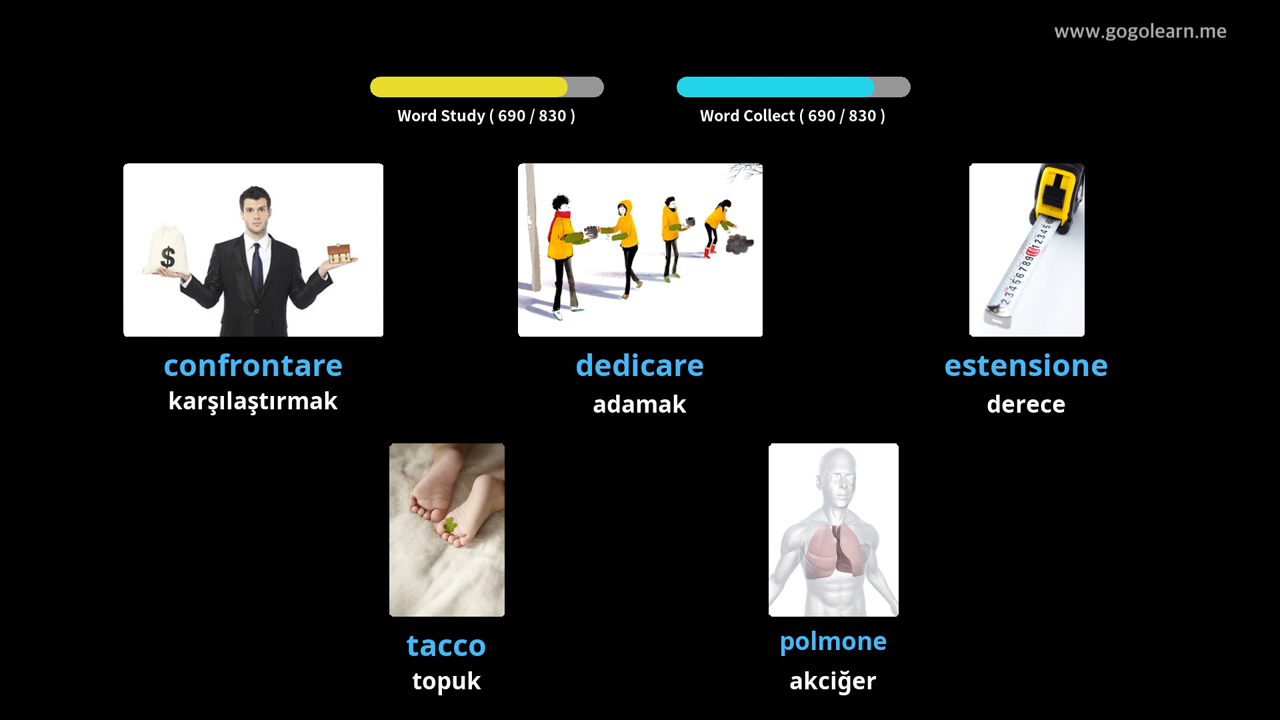 www.gogolearn.me
Word Study ( 690 / 830 )
Word Collect ( 690 / 830 )
$
confrontare
karşılaştırmak
dedicare
adamak
estensione
derece
tacco
topuk
polmone
akciğer